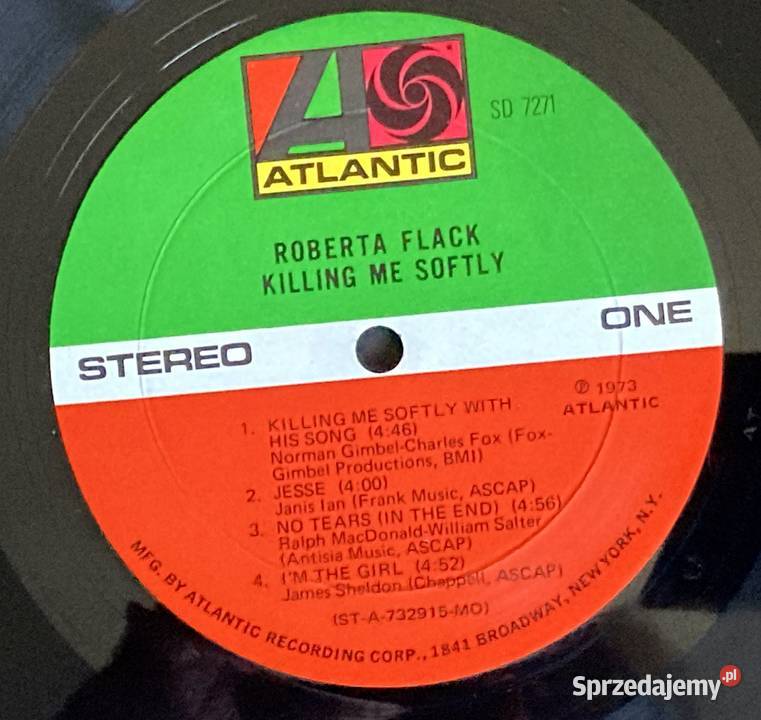 ATLANTIC
SD 7271
ROBERTA FLACK
KILLING ME SOFTLY
STEREO
ONE
℗ 1973
ATLANTIC
1. KILLING ME SOFTLY WITH
HIS SONG (4:46)
Norman Gimbel-Charles Fox (Fox-
Gimbel Productions, BMI)
2. JESSE (4:00)
Janis Ian (Frank Music, ASCAP)
3. NO TEARS (IN THE END) (4:56)
Ralph MacDonald-William Salter
(Antisia Music, ASCAP)
4. I'M THE GIRL (4:52)
James Sheldon (Chappell, ASCAP)
(ST-A-732915-MO)
MFG. BY ATLANTIC RECORDING CORP., 1841 BROADWAY, NEW YORK, N.Y.
Sprzedajemy.pl